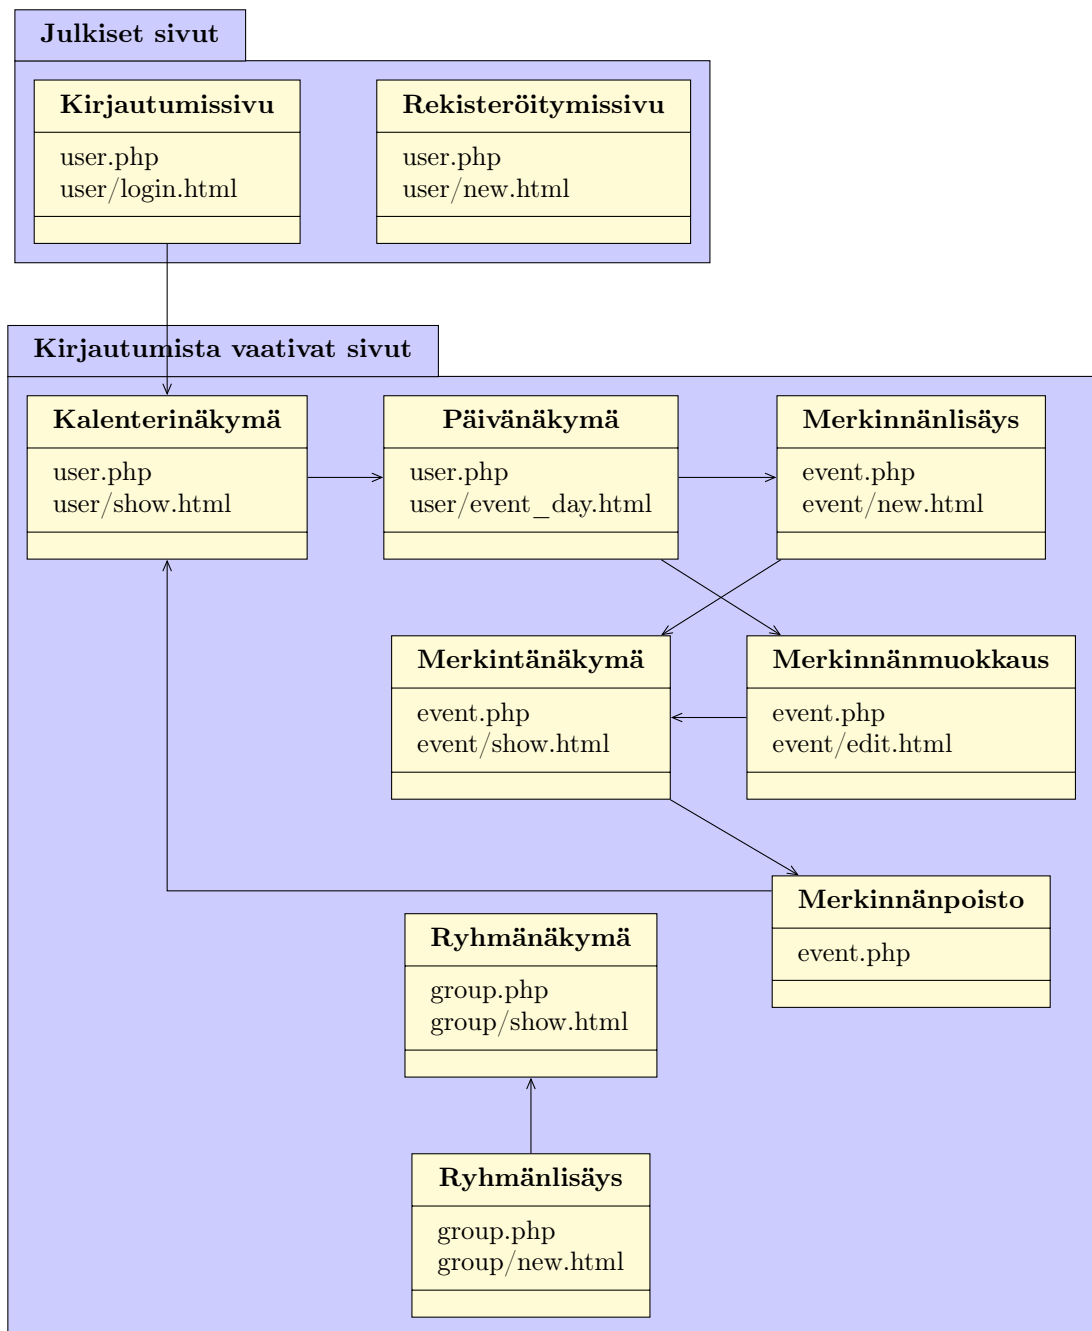 Julkiset sivut
Kirjautumissivu
user.php
user/login.html
Rekisteröitymissivu
user.php
user/new.html
Kirjautumista vaativat sivut
Kalenterinäkymä
user.php
user/show.html
Päivänäkymä
user.php
user/event_day.html
Merkinnänlisäys
event.php
event/new.html
Merkintänäkymä
event.php
event/show.html
Merkinnänmuokkaus
event.php
event/edit.html
Merkinnänpoisto
event.php
Ryhmänäkymä
group.php
group/show.html
Ryhmänlisäys
group.php
group/new.html